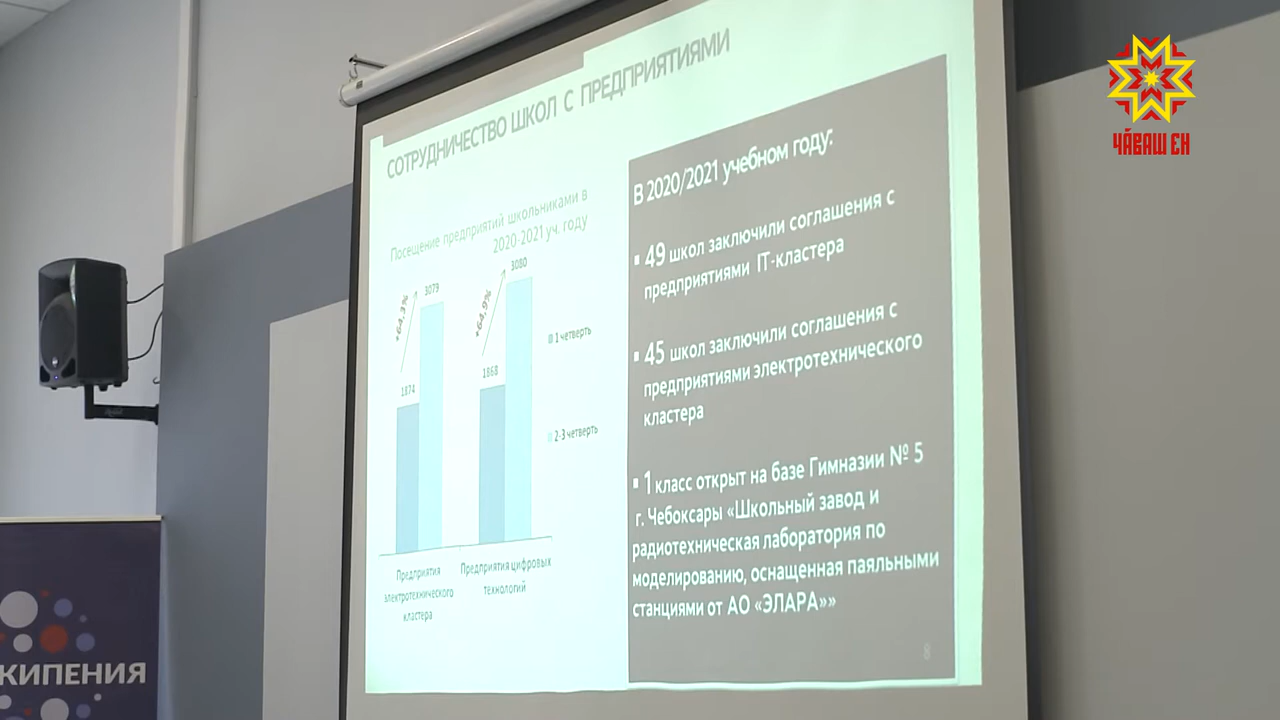 СОТРУДНИЧЕСТВО ШКОЛ С ПРЕДПРИЯТИЯМИ
Посещение предприятий школьниками в
2020-2021 уч. году
+64,3%
3079
1874
+64,9%
3080
1868
1 четверть
2-3 четверть
Предприятия
электротехнического
кластера
Предприятия цифровых
технологий
В 2020/2021 учебном году:
▪ 49 школ заключили соглашения с
предприятиями IT-кластера
▪ 45 школ заключили соглашения с
предприятиями электротехнического
кластера
▪ 1 класс открыт на базе Гимназии № 5
г. Чебоксары «Школьный завод и
радиотехническая лаборатория по
моделированию, оснащенная паяльными
станциями от АО «ЭЛАРА»»
8
ЧӐВАШ ЕН
КИПЕНИЯ